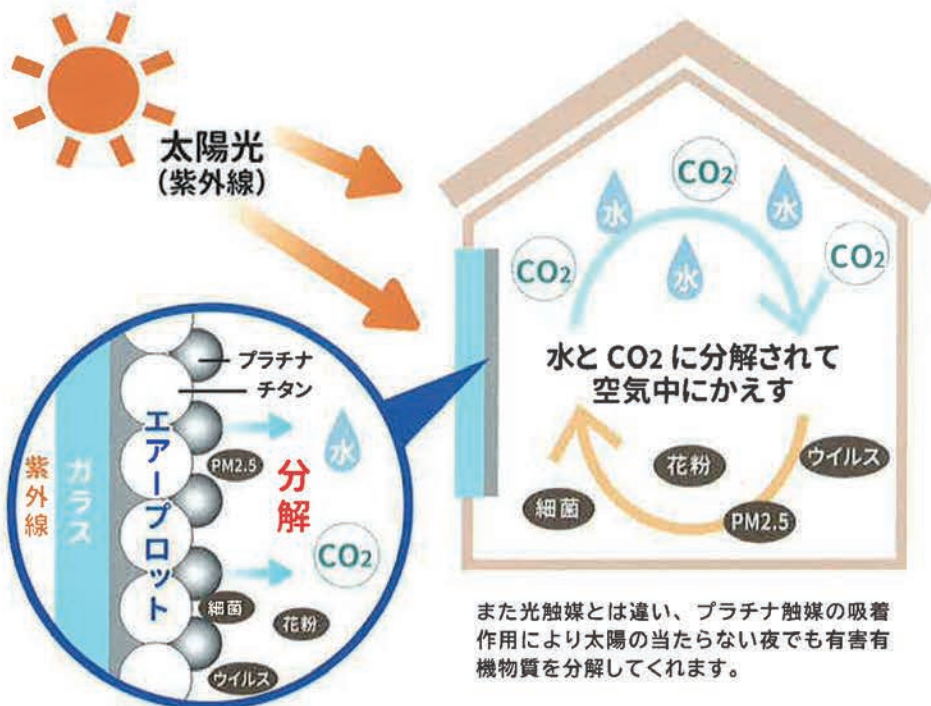 太陽光
(紫外線)
CO2
水
水
CO2
水
CO2
水とCO2に分解されて
空気中にかえす
花粉
ウイルス
細菌
PM2.5
プラチナ
チタン
紫外線
ガラス
エアープロット
水
PM2.5
分解
CO2
細菌
花粉
ウイルス
また光触媒とは違い、プラチナ触媒の吸着
作用により太陽の当たらない夜でも有害有
機物質を分解してくれます。